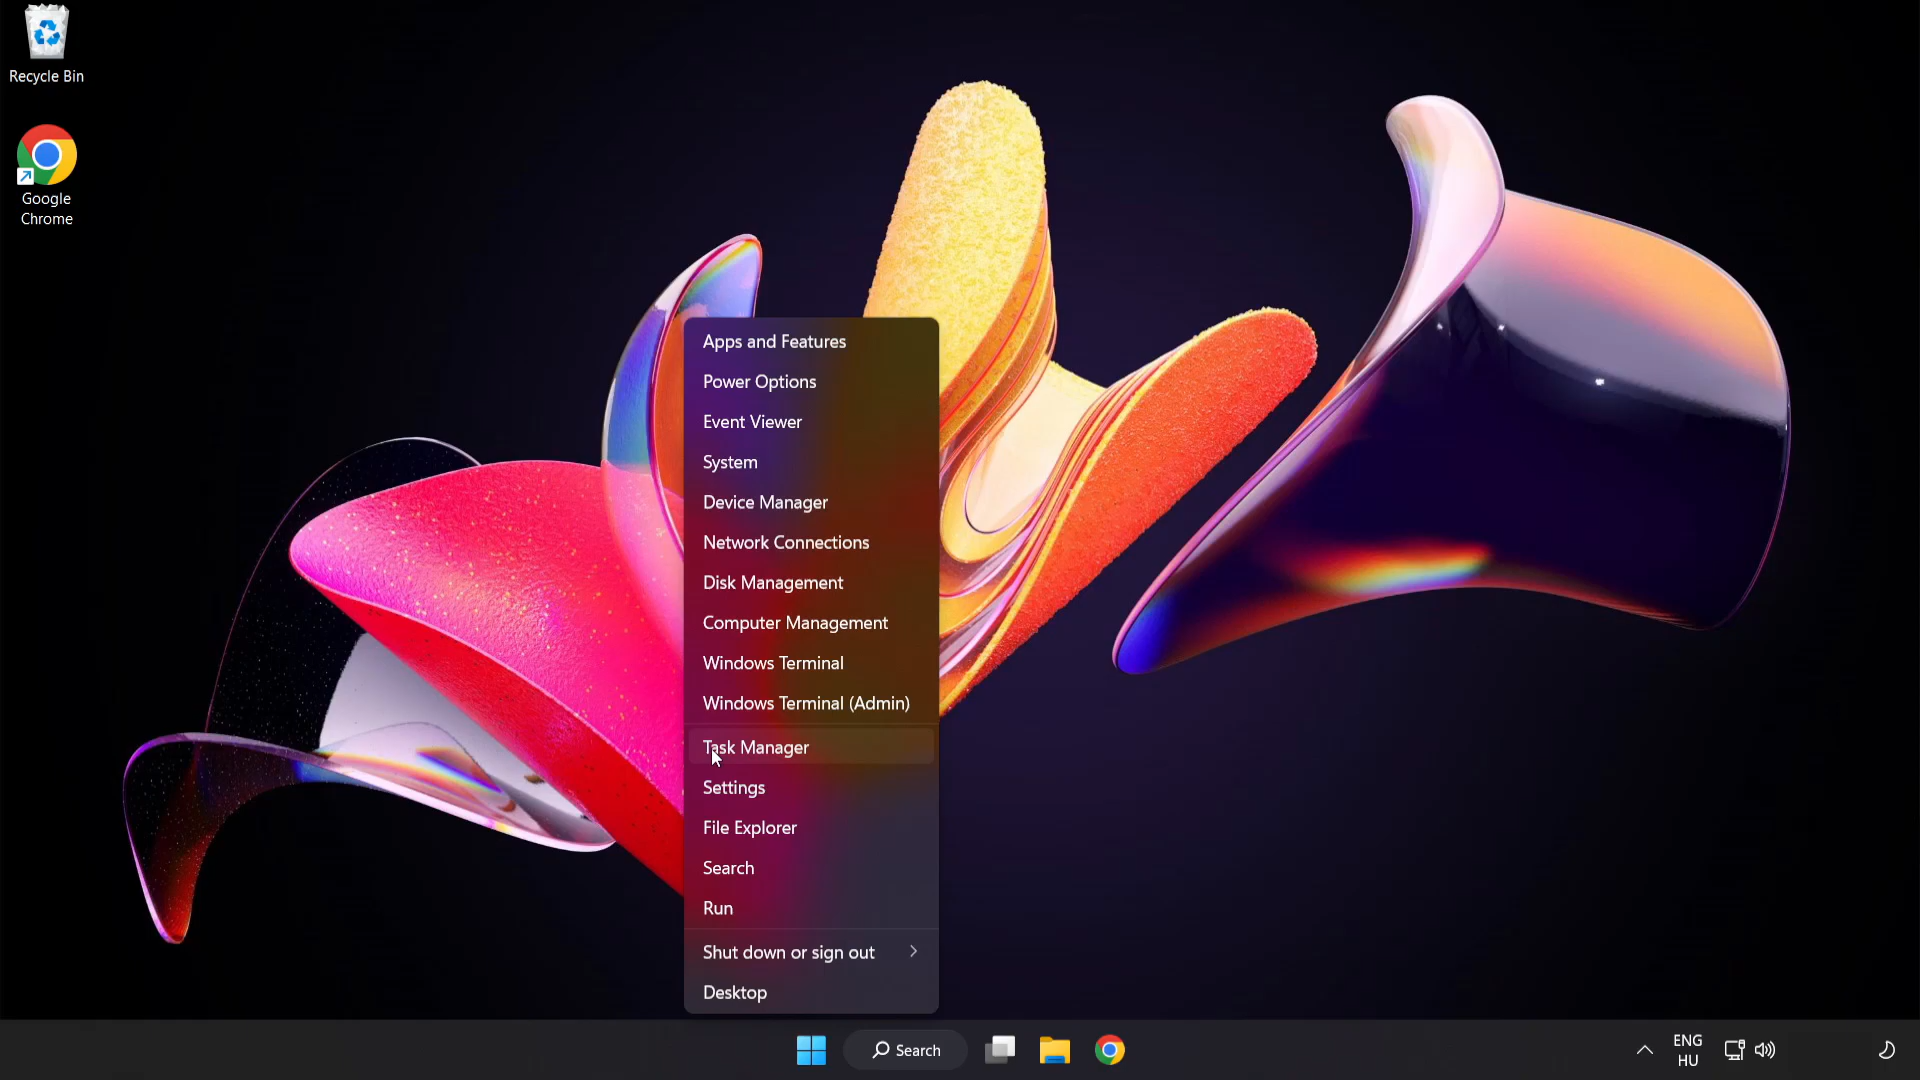 Recycle Bin
Google
Chrome
Apps and Features
Power Options
Event Viewer
System
Device Manager
Network Connections
Disk Management
Computer Management
Windows Terminal
Windows Terminal (Admin)
Task Manager
Settings
File Explorer
Search
Run
Shut down or sign out
Desktop
Search
ENG
HU